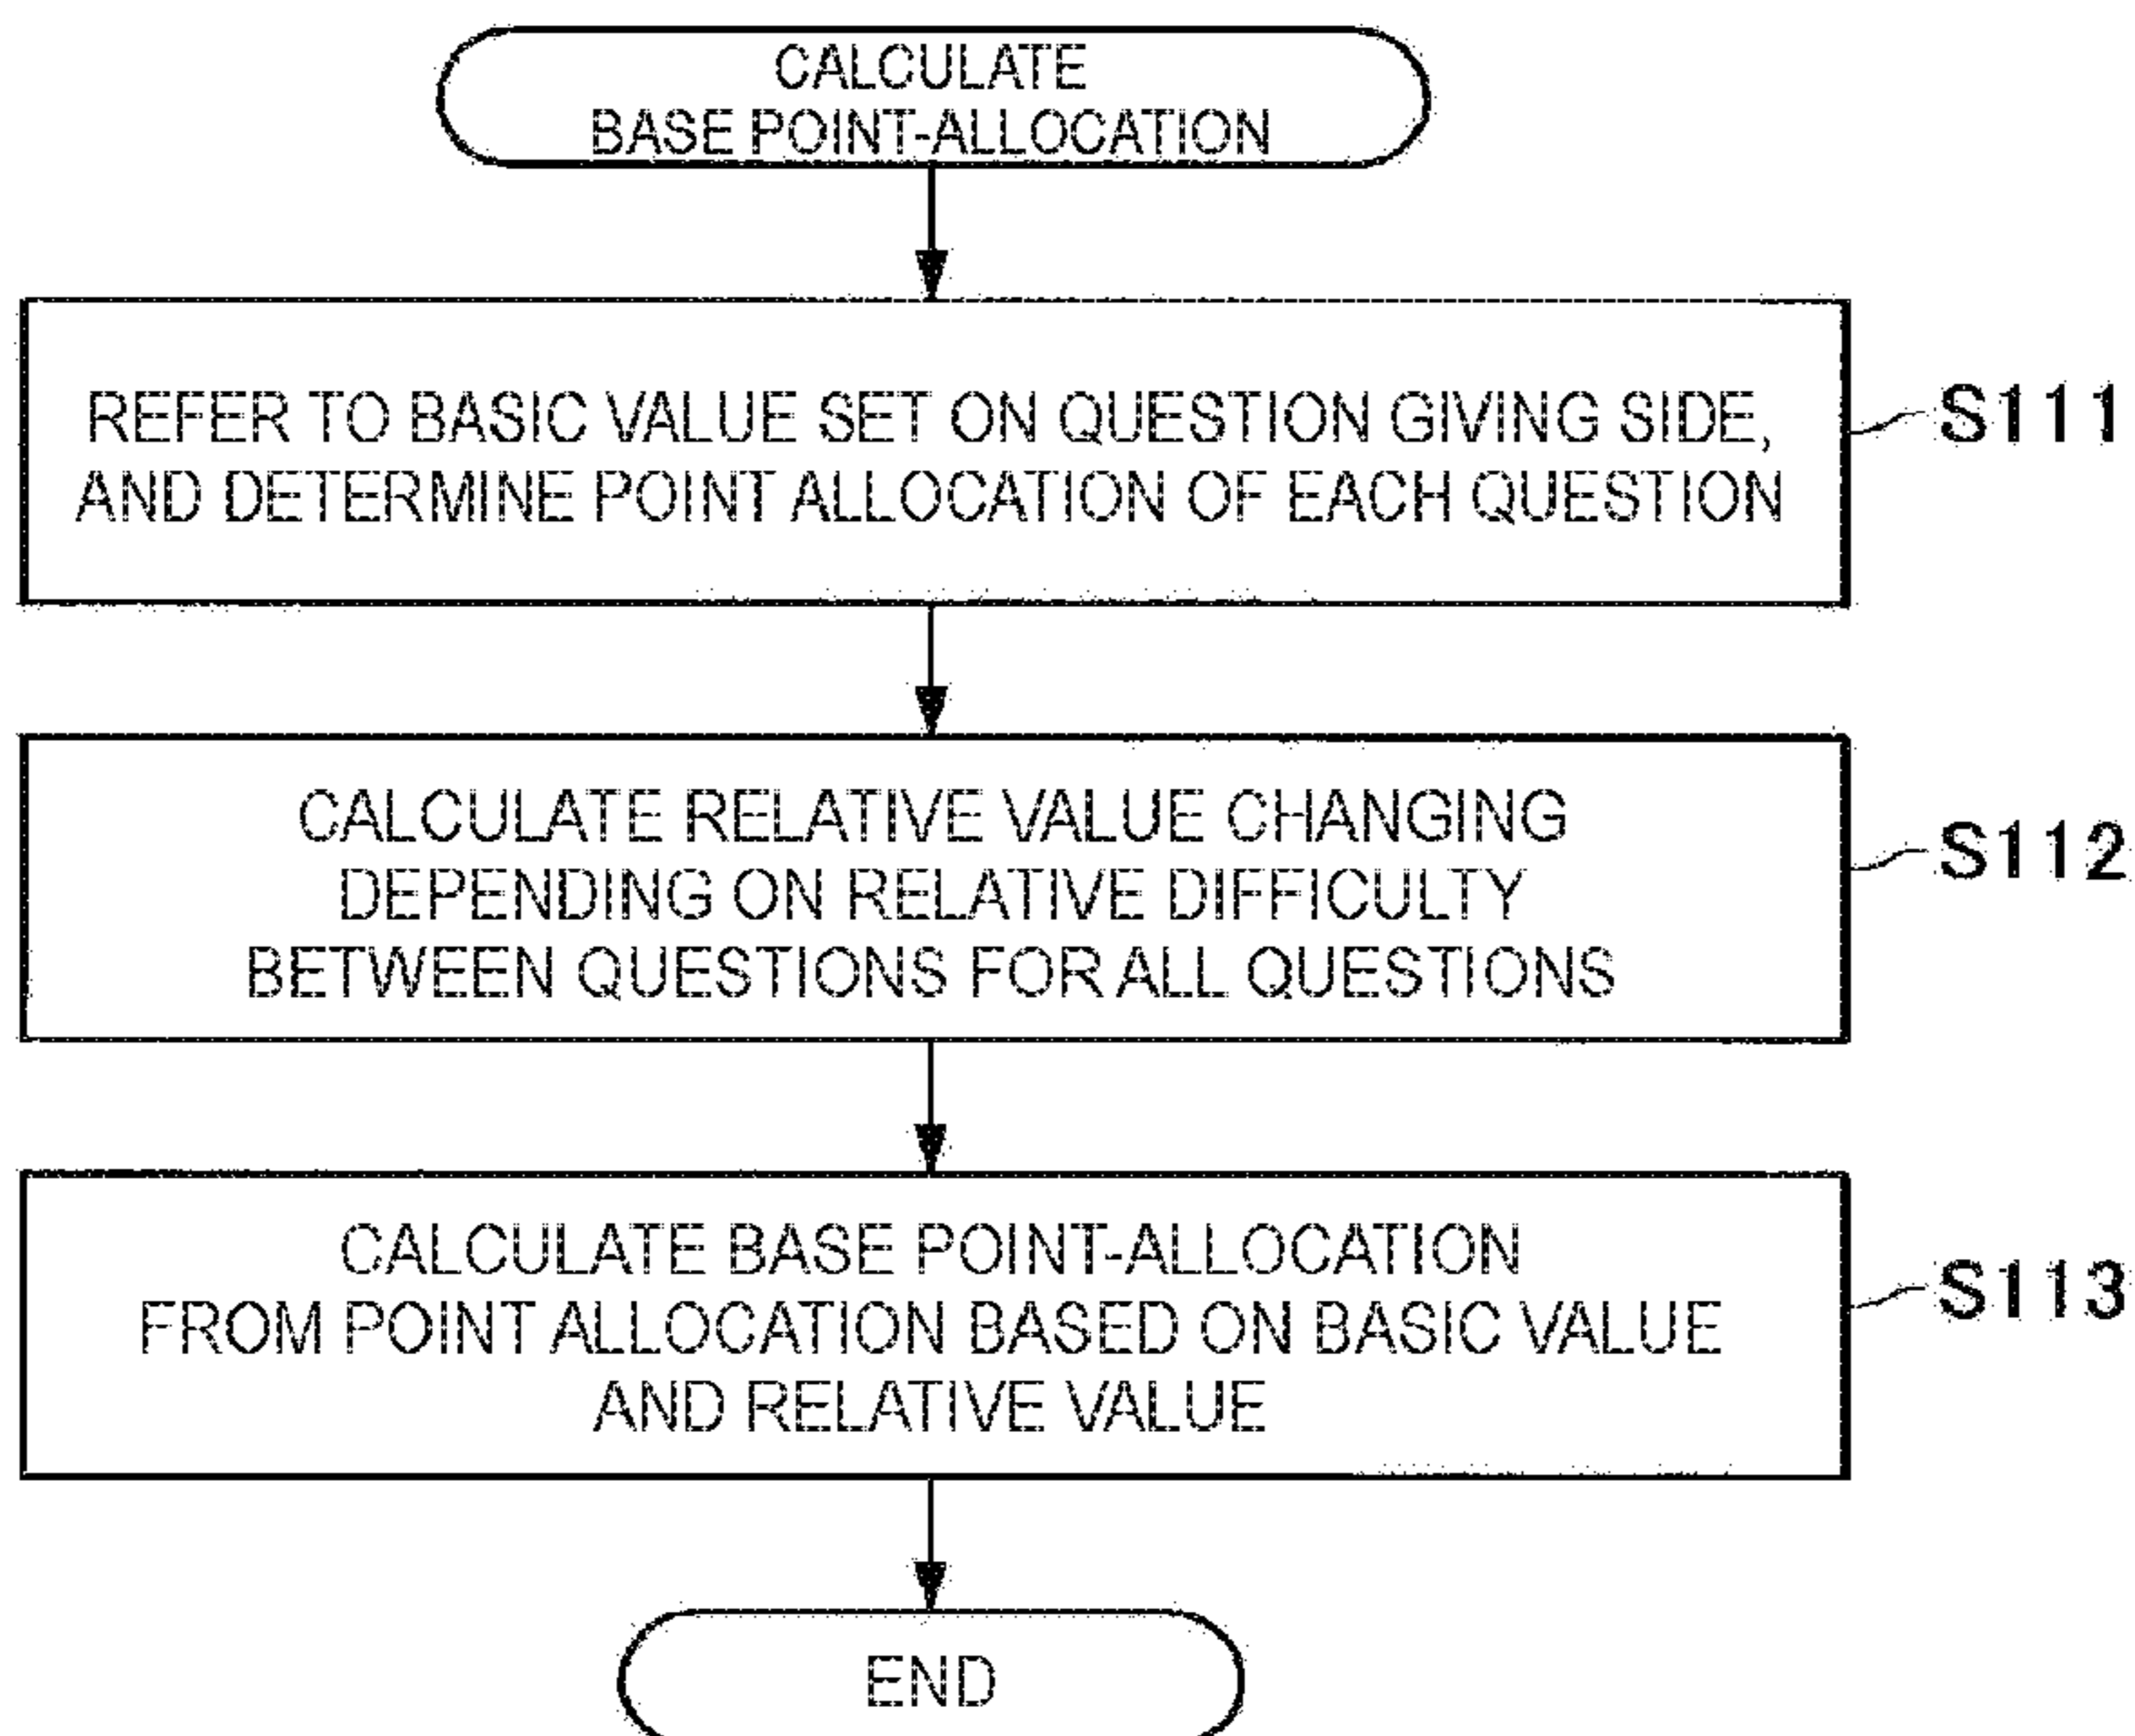 CALCULATE
BASE POINT-ALLOCATION
REFER TO BASIC VALUE SET ON QUESTION GIVING SIDE,
AND DETERMINE POINT ALLOCATION OF EACH QUESTION
S111
CALCULATE RELATIVE VALUE CHANGING
DEPENDING ON RELATIVE DIFFICULTY
BETWEEN QUESTIONS FOR ALL QUESTIONS
S112
CALCULATE BASE POINT-ALLOCATION
FROM POINT ALLOCATION BASED ON BASIC VALUE
AND RELATIVE VALUE
S113
END